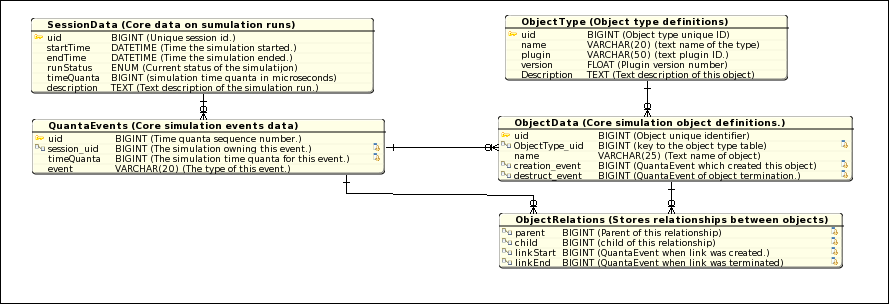 SessionData (Core data on sumulation runs)
uid BIGINT (Unique session id.)
startTime DATETIME (Time the simulation started.)
endTime DATETIME (Time the simulation ended.)
runStatus ENUM (Current status of the simulatiijon)
timeQuanta BIGINT (simulation time quanta in microseconds)
description TEXT (Text description of the simulation run.)
ObjectType (Object type definitions)
uid BIGINT (Object type unique ID)
name VARCHAR(20) (text name of the type)
plugin VARCHAR(50) (text plugin ID.)
version FLOAT (Plugin version number)
Description TEXT (Text description of this object)
QuantaEvents (Core simulation events data)
uid BIGINT (Time quanta sequence number.)
session_uid BIGINT (The simulation owning this event.)
timeQuanta BIGINT (The simulation time quanta for this event.)
event VARCHAR(20) (The type of this event.)
ObjectData (Core simulation object definitions.)
uid BIGINT (Object unique identifier)
ObjectType_uid BIGINT (key to the object type table)
name VARCHAR(25) (Text name of object)
creation_event BIGINT (QuantaEvent which created this object)
destruct_event BIGINT (QuantaEvent of object termination.)
ObjectRelations (Stores relationships between objects)
parent BIGINT (Parent of this relationship)
child BIGINT (child of this relationship)
linkStart BIGINT (QuantaEvent when link was created.)
linkEnd BIGINT (QuantaEvent when link was terminated)